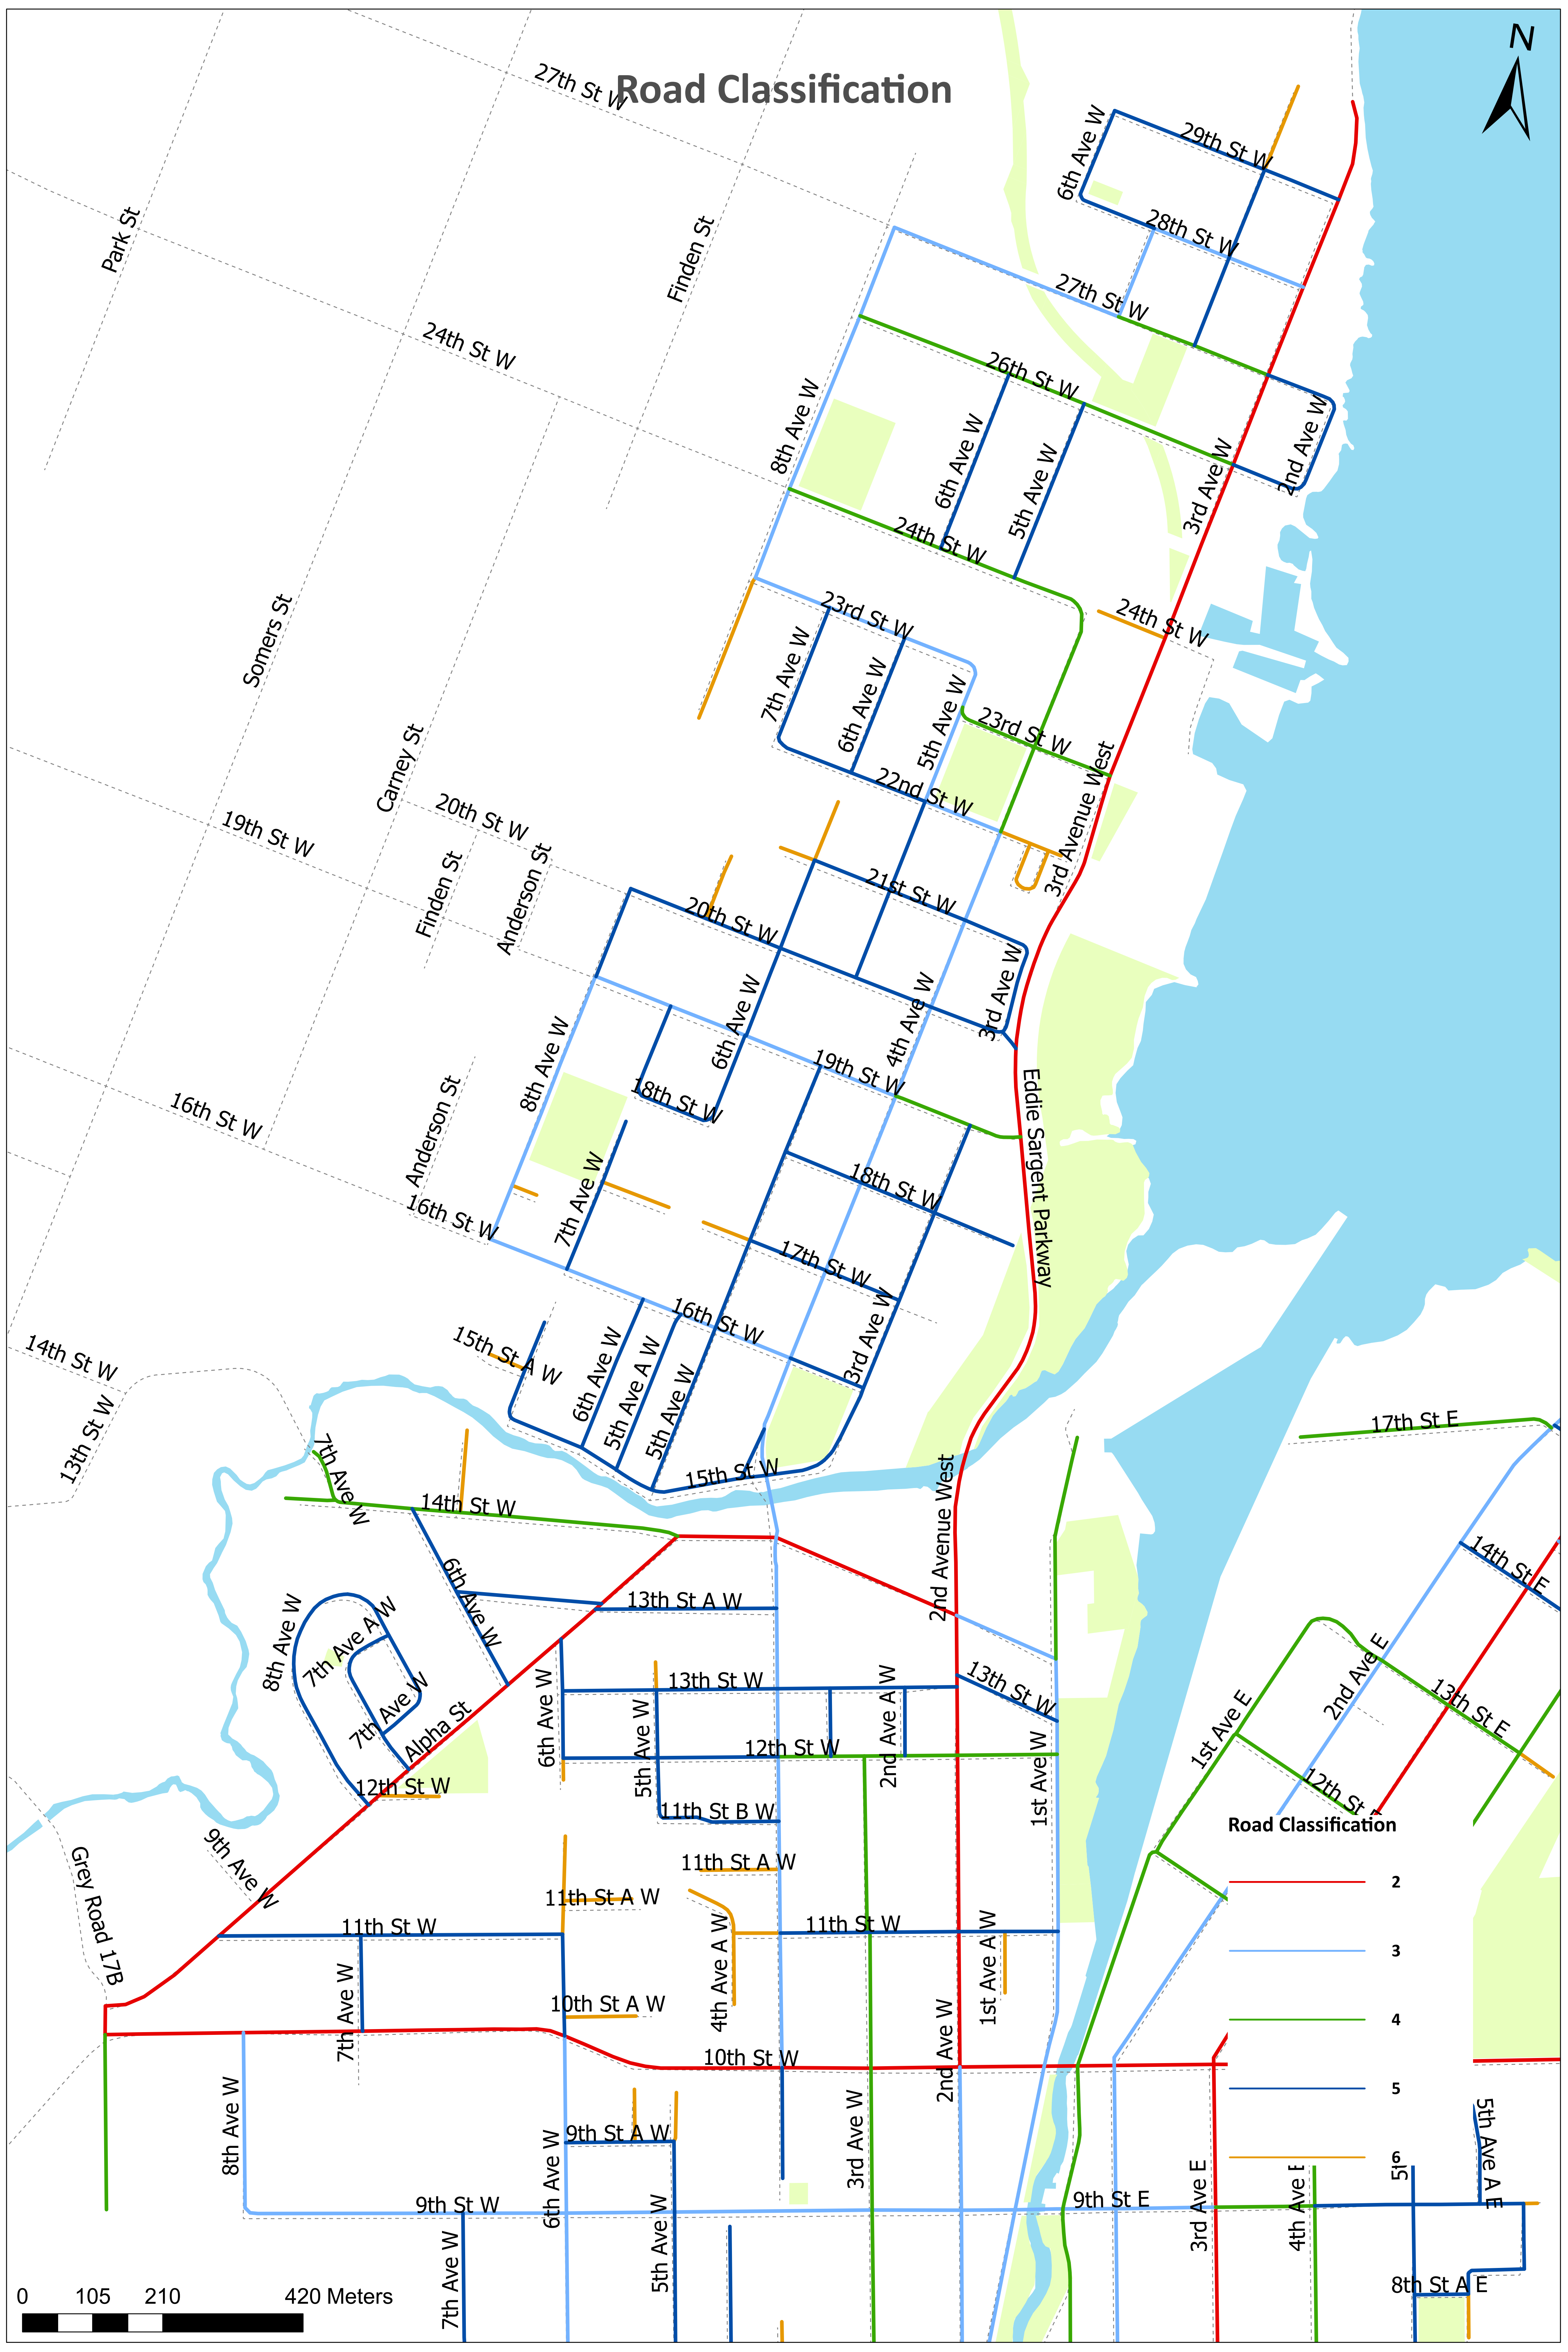 N
Road Classification
27th St W
6th Ave W
29th St W
Park St
Finden St
28th St W
27th St W
24th St W
26th St W
8th Ave W
6th Ave W
5th Ave W
2nd Ave W
3rd Ave W
24th St W
Somers St
23rd St W
24th St W
7th Ave W
6th Ave W
5th Ave W
23rd St W
Carney St
22nd St W
3rd Avenue West
20th St W
19th St W
Finden St
Anderson St
21st St W
20th St W
3rd Ave W
6th Ave W
4th Ave W
8th Ave W
19th St W
18th St W
Eddie Sargent Parkway
16th St W
Anderson St
18th St W
16th St W
7th Ave W
17th St W
16th St W
3rd Ave W
14th St W
15th St A W
6th Ave W
5th Ave A W
5th Ave W
13th St W
7th Ave W
15th St W
17th St E
14th St W
2nd Avenue West
14th St E
6th Ave W
13th St A W
8th Ave W
7th Ave A W
7th Ave W
Alpha St
6th Ave W
13th St W
5th Ave W
2nd Ave A W
13th St W
2nd Ave E
13th St E
1st Ave E
12th St W
12th St W
1st Ave W
12th St
11th St B W
Road Classification
9th Ave W
11th St A W
11th St A W
2
Grey Road 17B
11th St W
4th Ave A W
11th St W
1st Ave A W
3
7th Ave W
10th St A W
2nd Ave W
4
10th St W
8th Ave W
9th St A W
3rd Ave W
5
5th Ave A E
6
6th Ave W
3rd Ave E
4th Ave E
9th St W
9th St E
7th Ave W
5th Ave W
8th St A E
0 105 210 420 Meters